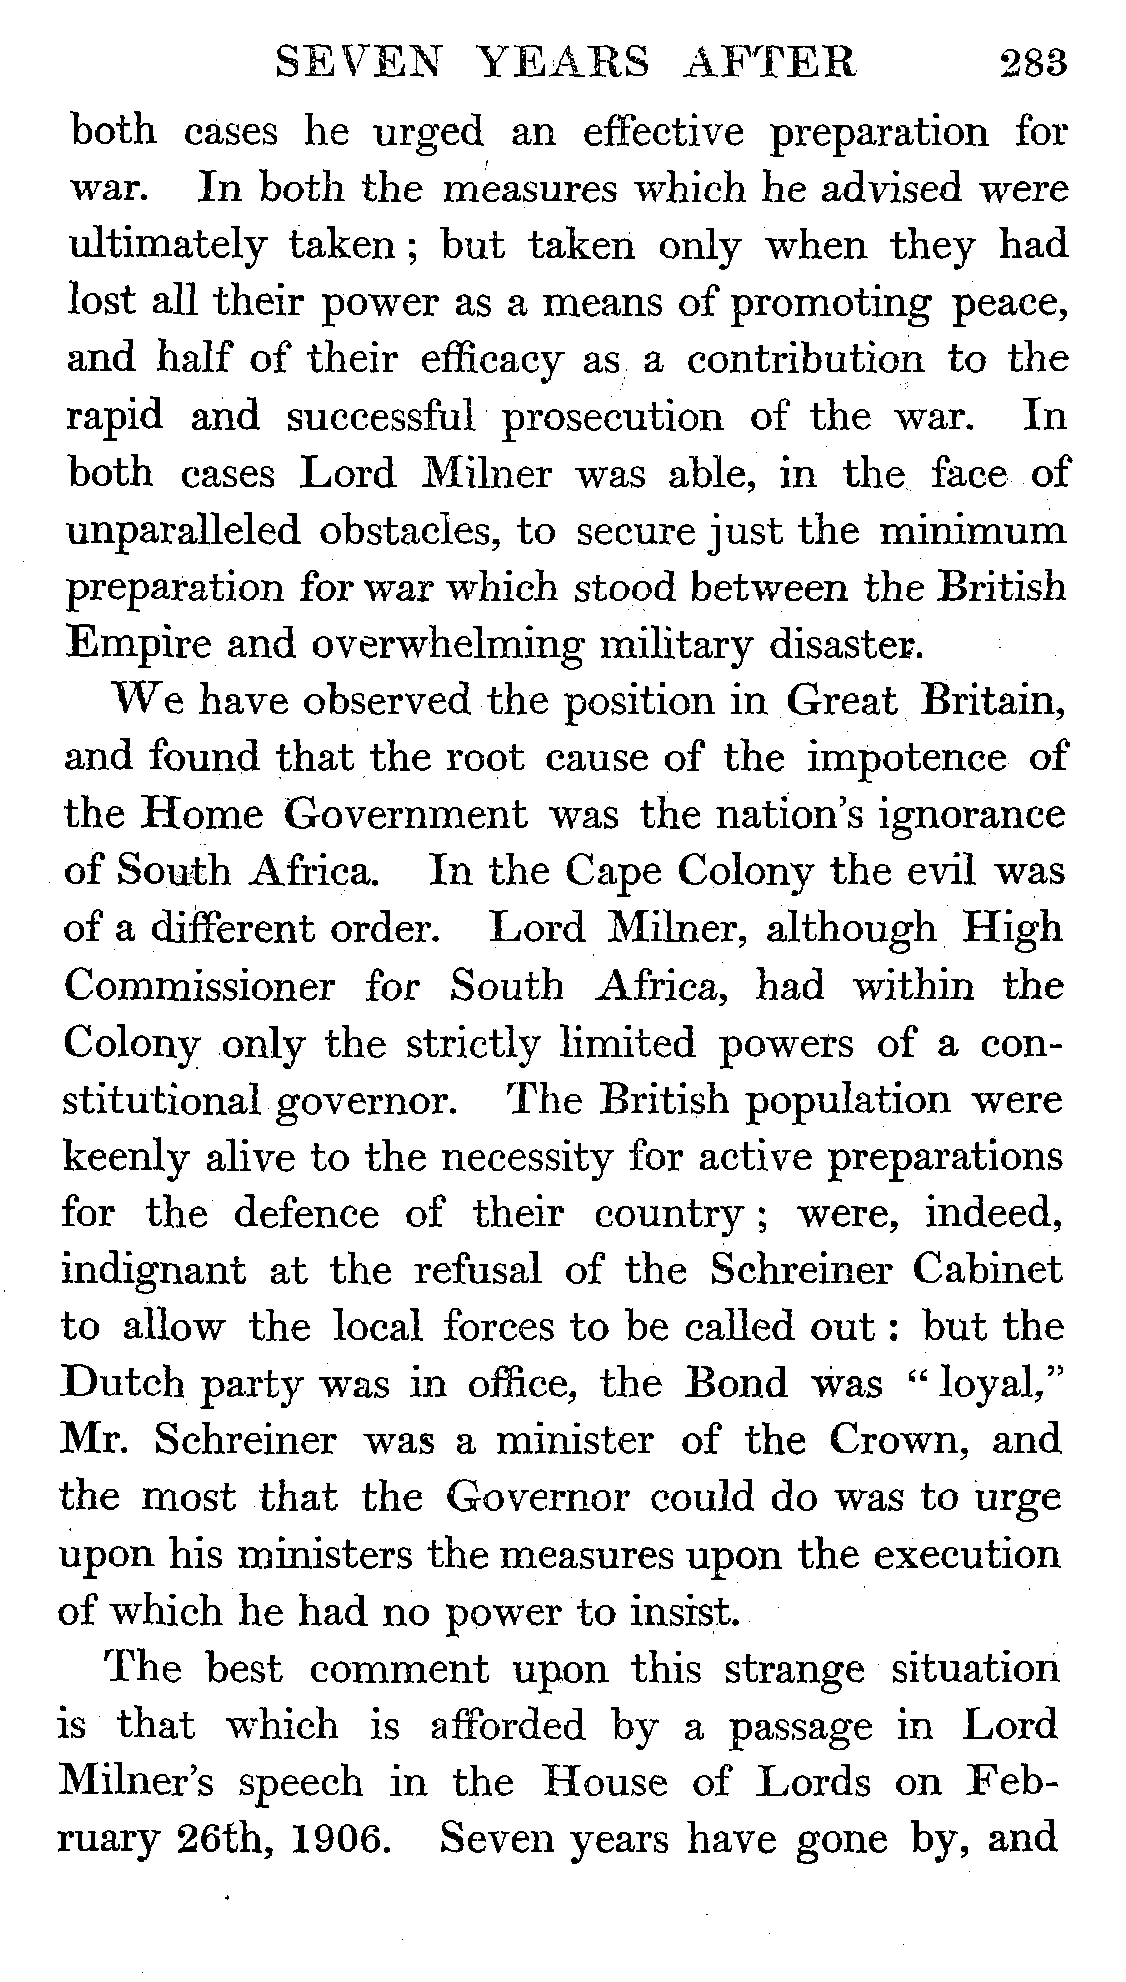 SEVEN YEARS AFTER 283
both cases he urged an effective preparation for
war. In both the measures which he advised were
ultimately taken ; but taken only when they had
lost all their power as a means of promoting peace,
and half of their efficacy as a contribution to the
rapid and successful prosecution of the war. In
both cases Lord Milner was able, in the face of
unparalleled obstacles, to secure just the minimum
preparation for war which stood between the British
Empire and overwhelming military disaster.
We have observed the position in Great Britain,
and found that the root cause of the impotence of
the Home Government was the nation's ignorance
of South Africa. In the Cape Colony the evil was
of a different order. Lord Milner, although High
Commissioner for South Africa, had within the
Colony only the strictly limited powers of a con-
stitutional governor. The British population were
keenly alive to the necessity for active preparations
for the defence of their country ; were, indeed,
indignant at the refusal of the Schreiner Cabinet
to allow the local forces to be called out : but the
Dutch party was in office, the Bond was " loyal,"
Mr. Schreiner was a minister of the Crown, and
the most that the Governor could do was to urge
upon his ministers the measures upon the execution
of which he had no power to insist.
The best comment upon this strange situation
is that which is afforded by a passage in Lord
Milner's speech in the House of Lords on Feb-
ruary 26th, 1906. Seven years have gone by, and